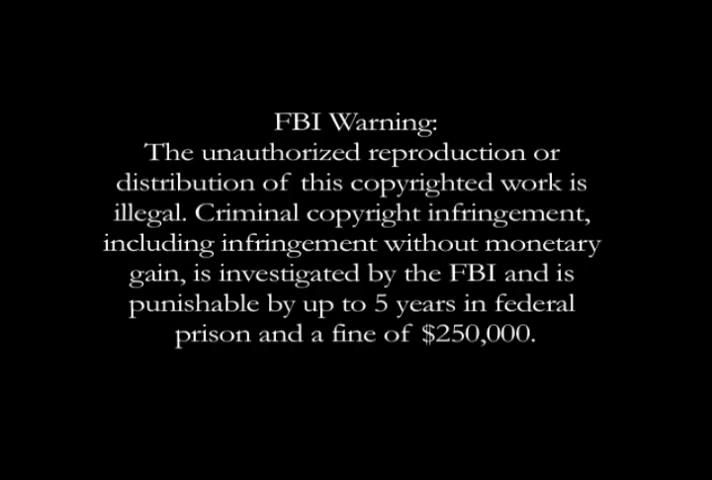 FBI Warning:
The unauthorized reproduction or
distribution of this copyrighted work is
illegal. Criminal copyright infringement,
including infringement without monetary
gain, is investigated by the FBI and is
punishable by up to 5 years in federal
prison and a fine of $250,000.